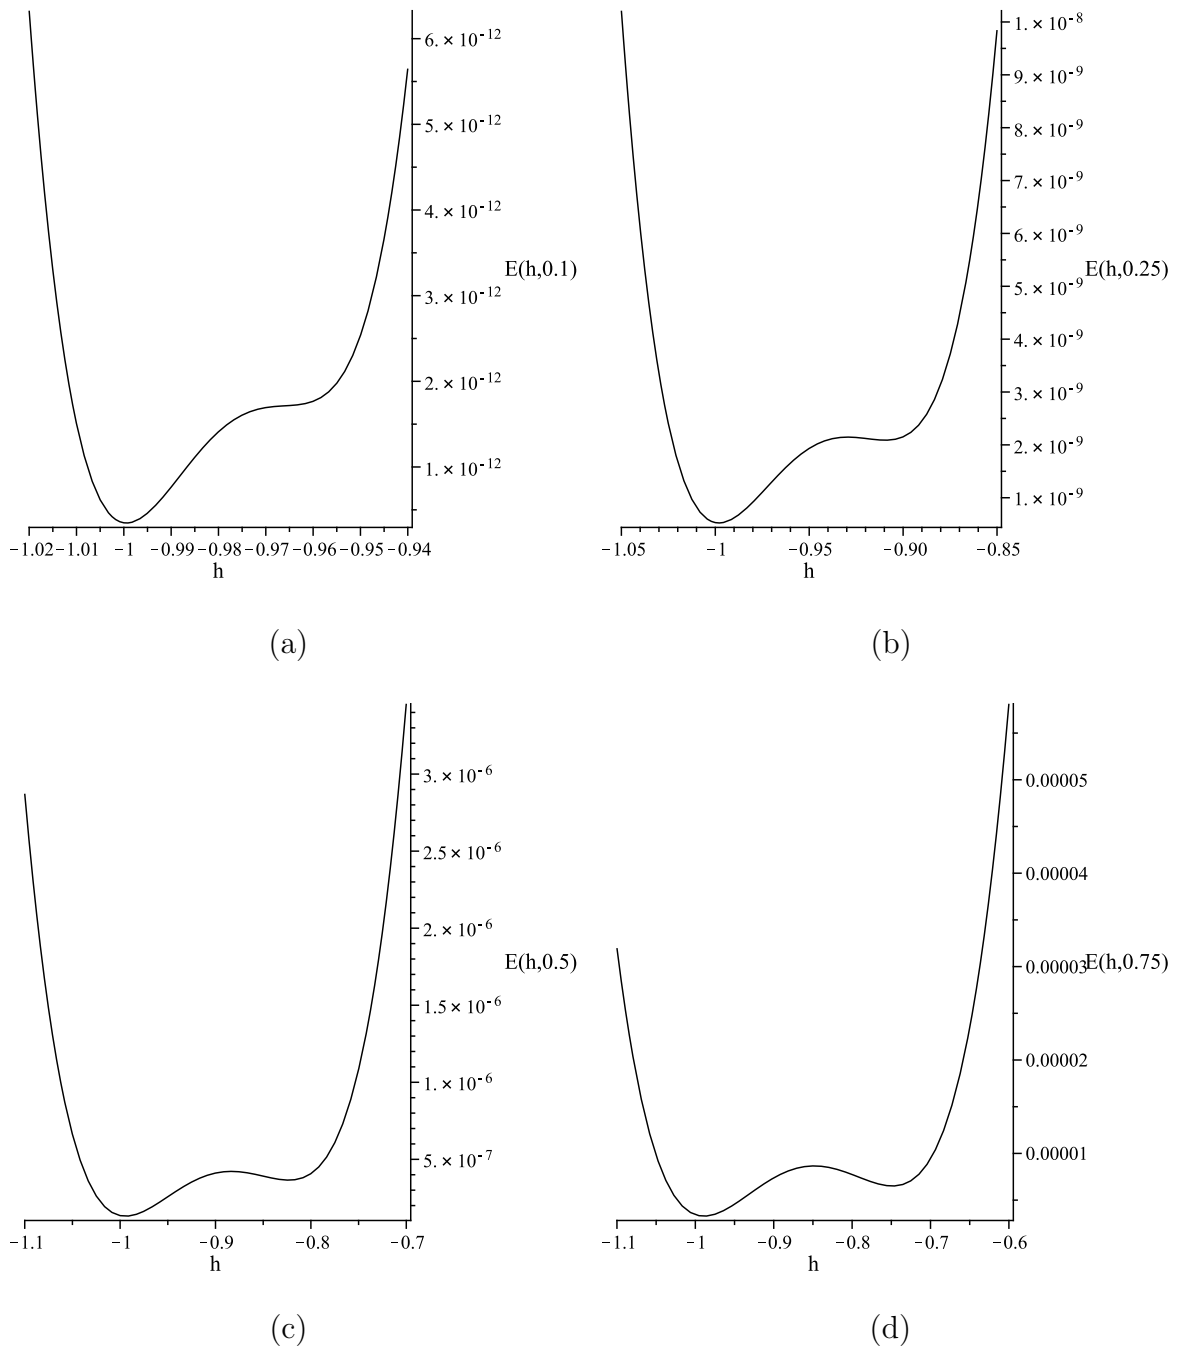 6. × 10^-12
5. × 10^-12
4. × 10^-12
3. × 10^-12
2. × 10^-12
1. × 10^-12
E(h,0.1)
−1.02 −1.01 −1 −0.99 −0.98 −0.97 −0.96 −0.95 −0.94
h
(a)
1. × 10^-8
9. × 10^-9
8. × 10^-9
7. × 10^-9
6. × 10^-9
5. × 10^-9
4. × 10^-9
3. × 10^-9
2. × 10^-9
1. × 10^-9
E(h,0.25)
−1.05 −1 −0.95 −0.90 −0.85
h
(b)
3. × 10^-6
2.5 × 10^-6
2. × 10^-6
1.5 × 10^-6
1. × 10^-6
5. × 10^-7
E(h,0.5)
−1.1 −1 −0.9 −0.8 −0.7
h
(c)
0.00005
0.00004
0.00003
0.00002
0.00001
E(h,0.75)
−1.1 −1 −0.9 −0.8 −0.7 −0.6
h
(d)